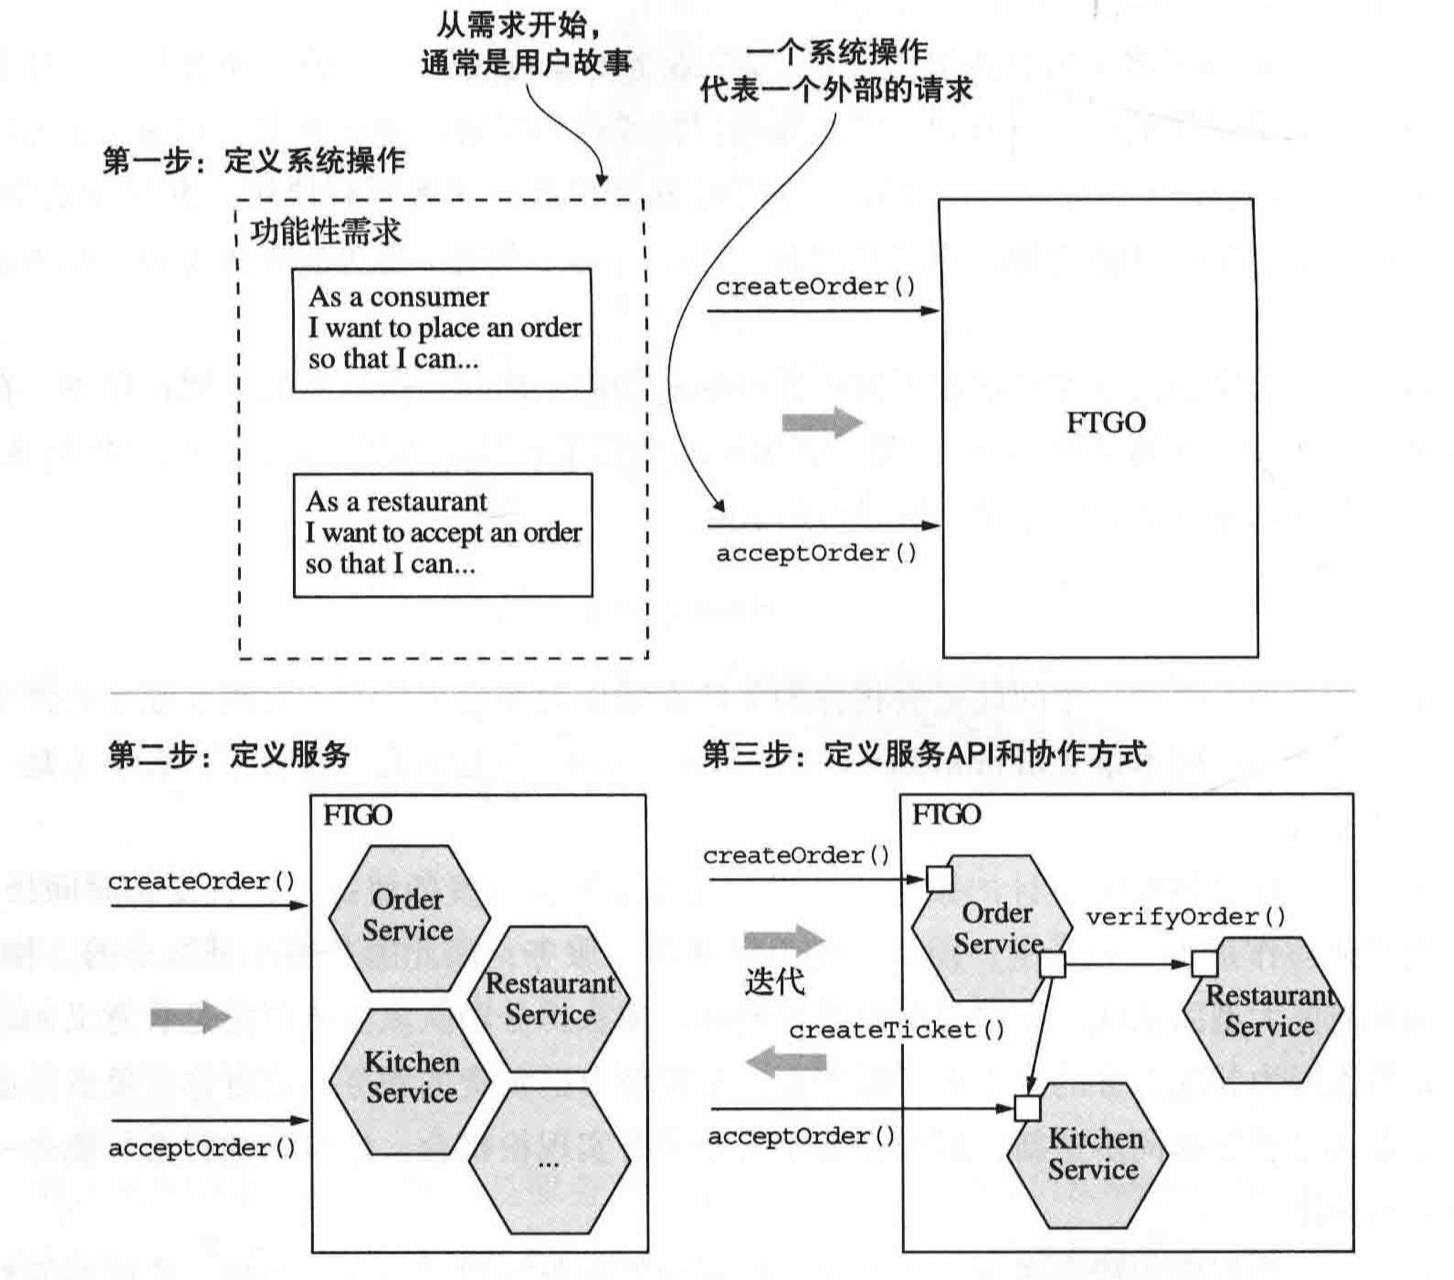 从需求开始，
通常是用户故事
一个系统操作
代表一个外部的请求
第一步：定义系统操作
功能性需求
As a consumer
I want to place an order
so that I can...
As a restaurant
I want to accept an order
so that I can...
createOrder()
FTGO
acceptOrder()
第二步：定义服务
FTGO
createOrder()
Order
Service
Restaurant
Service
Kitchen
Service
acceptOrder()
...
第三步：定义服务API和协作方式
FTGO
createOrder()
Order
Service
verifyOrder()
迭代
Restaurant
Service
createTicket()
acceptOrder()
Kitchen
Service